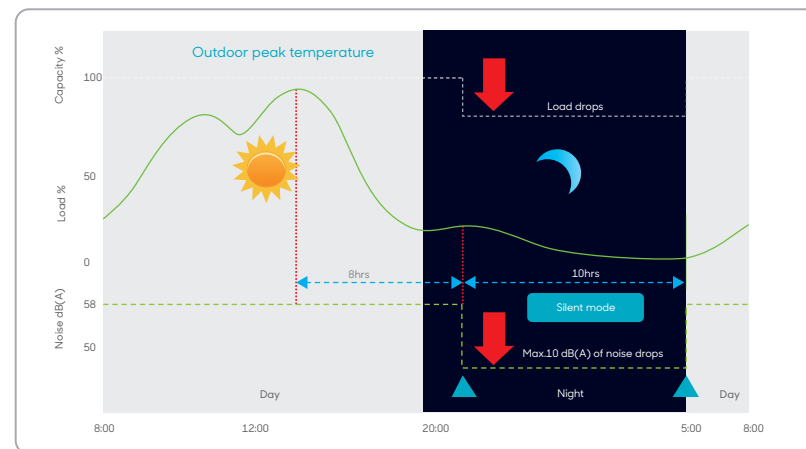 Outdoor peak temperature
Capacity %
100
Load drops
50
Load %
0
8hrs
10hrs
58
Silent mode
Noise dB(A)
50
Max.10 dB(A) of noise drops
Day
Night
Day
8:00
12:00
20:00
5:00
8:00